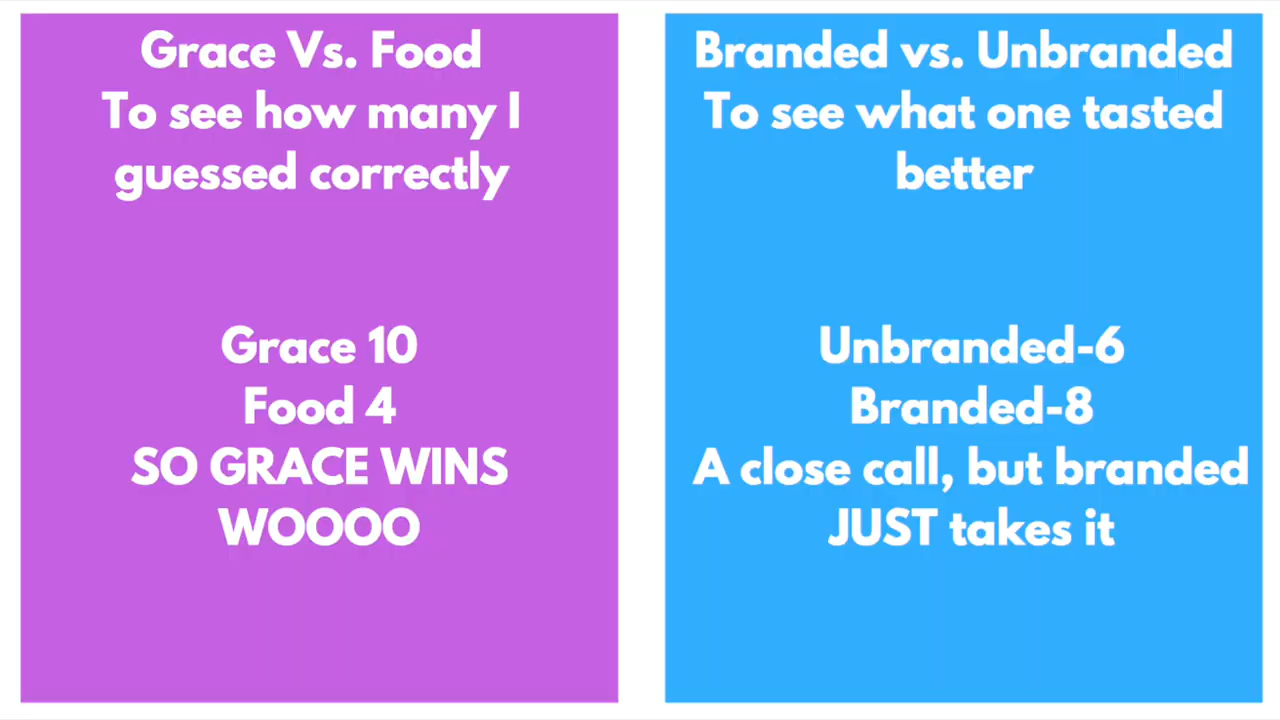 Grace Vs. Food
To see how many I
guessed correctly
Grace 10
Food 4
SO GRACE WINS
WOOOO
Branded vs. Unbranded
To see what one tasted
better
Unbranded-6
Branded-8
A close call, but branded
JUST takes it